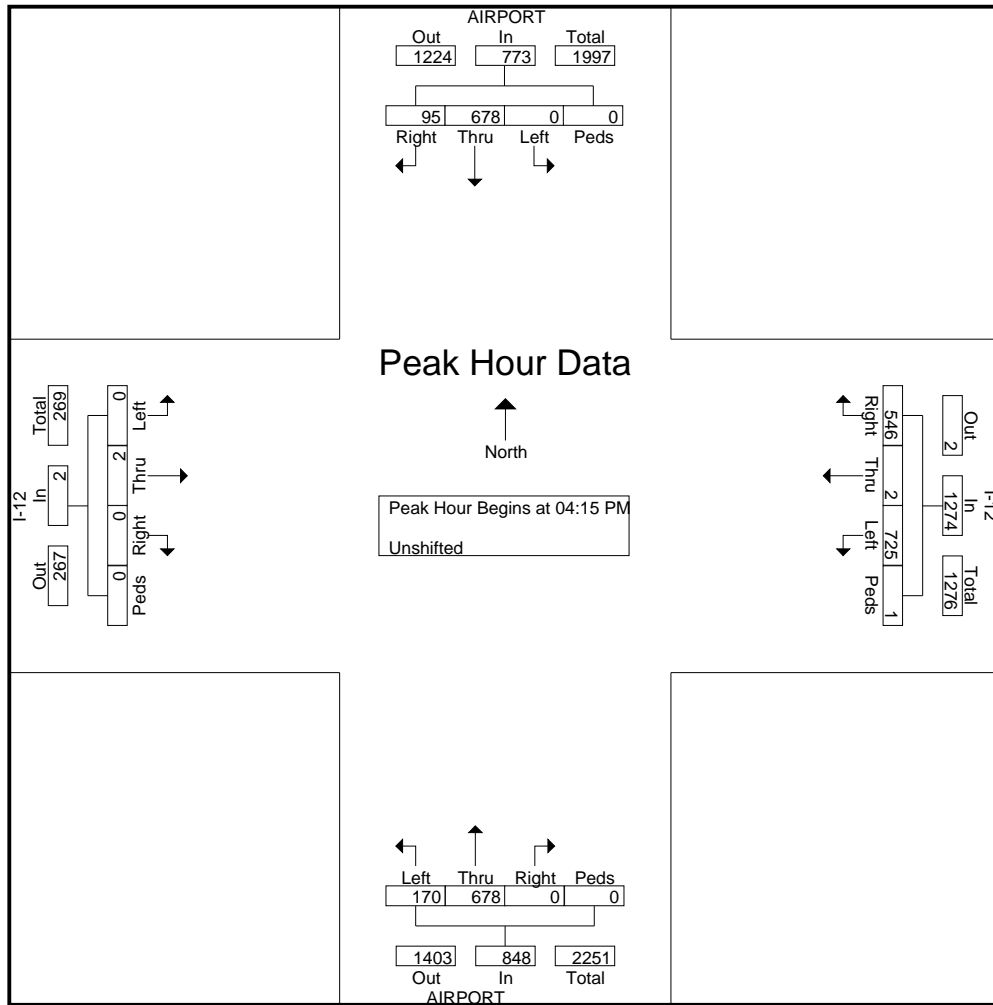 AIRPORT
Out In Total
1224 773 1997
95 678 0 0
Right Thru Left Peds
Peak Hour Data
North
Peak Hour Begins at 04:15 PM
Unshifted
I-12
Total In Out
269 2 267
0 2 0 0
Left Thru Right Peds
Right Thru Left Peds
546 2 725 1
Out In Total
2 1274 1276
I-12
Left Thru Right Peds
170 678 0 0
1403 848 2251
Out In Total
AIRPORT